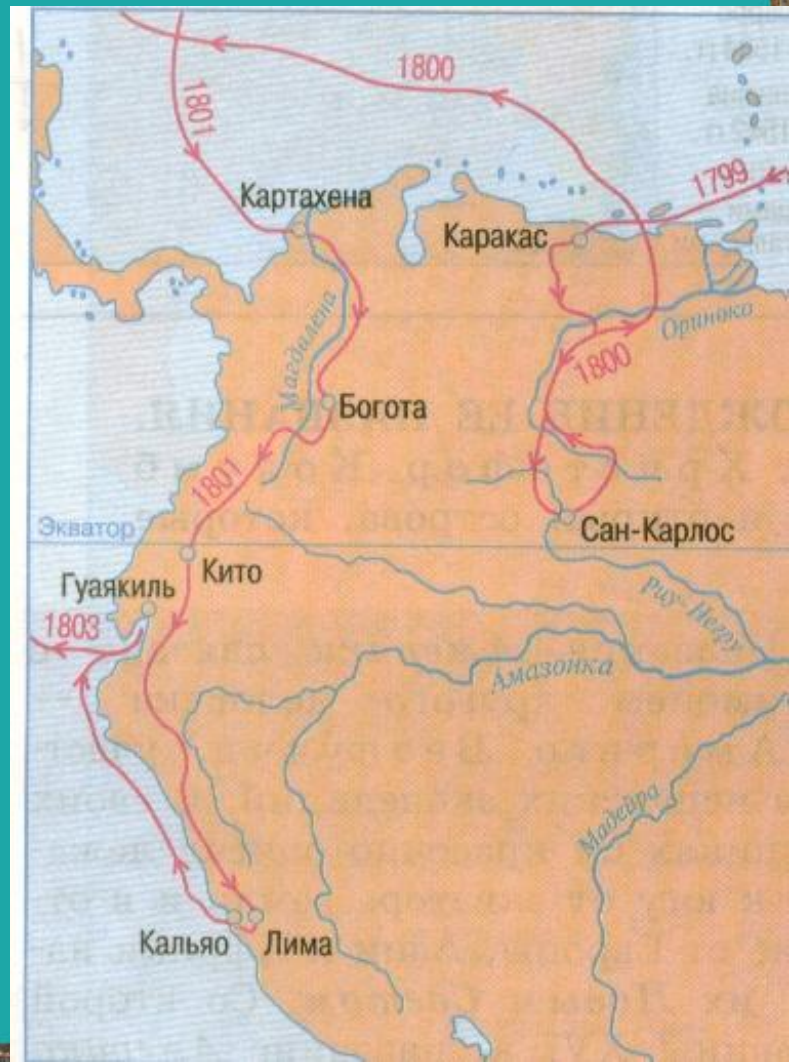 1800
1801
1799
Картахена
Каракас
Магдалена
Ориноко
1800
Богота
1801
Экватор
Сан-Карлос
Кито
Гуаякиль
1803
Риу-Негру
Амазонка
Мадейра
Кальяо
Лима